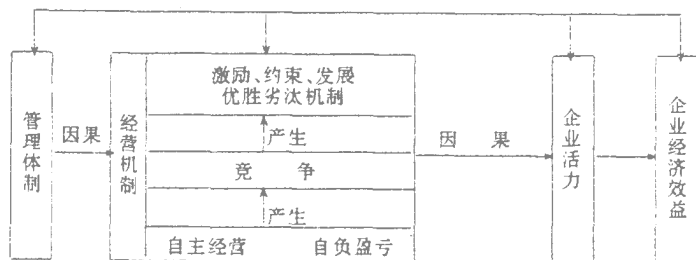 管理体制
因果
经营机制
激励、约束、发展
优胜劣汰机制
产生
竞 争
产生
自主经营 自负盈亏
因 果
企业活力
企业经济效益